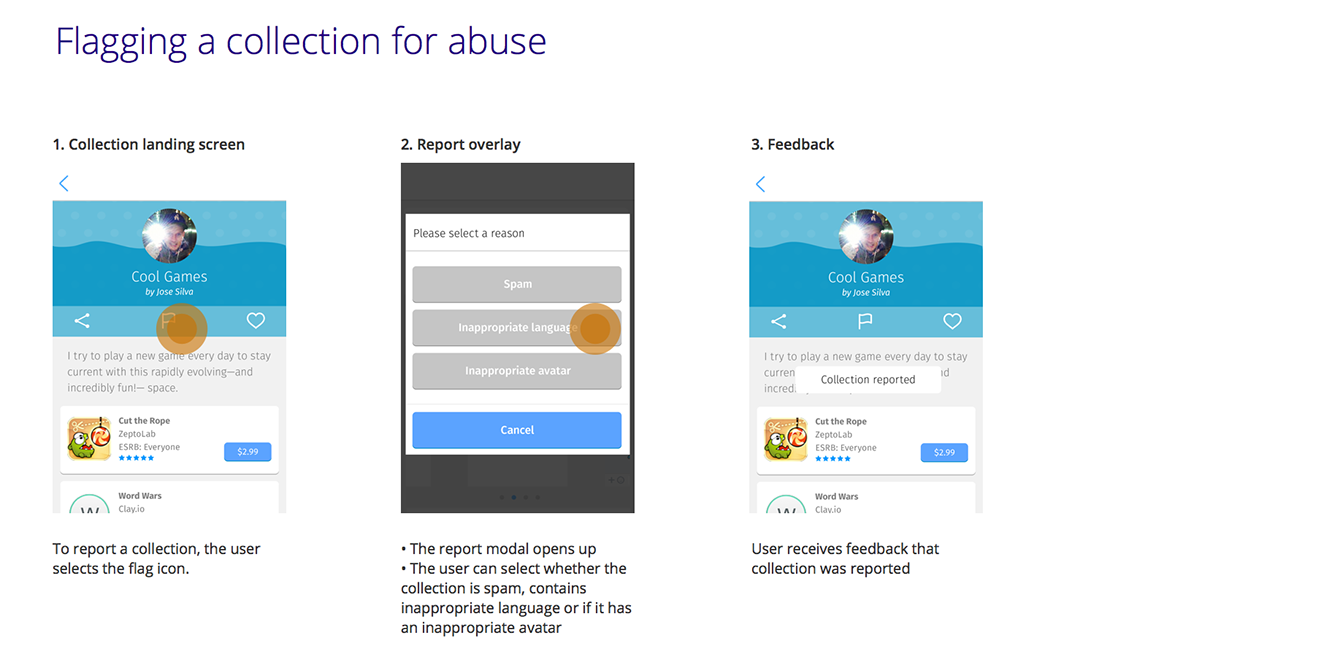 Flagging a collection for abuse
1. Collection landing screen
Cool Games
by Jose Silva
I try to play a new game every day to stay
current with this rapidly evolving—and
incredibly fun!— space.
Cut the Rope
ZeptoLab
ESRB: Everyone
$2.99
Word Wars
Clay.io
To report a collection, the user
selects the flag icon.
2. Report overlay
Please select a reason
Spam
Inappropriate language
Inappropriate avatar
Cancel
• The report modal opens up
• The user can select whether the
collection is spam, contains
inappropriate language or if it has
an inappropriate avatar
3. Feedback
Cool Games
by Jose Silva
I try to play a new game every day to stay
Collection reported
Cut the Rope
ZeptoLab
ESRB: Everyone
$2.99
Word Wars
Clay.io
User receives feedback that
collection was reported